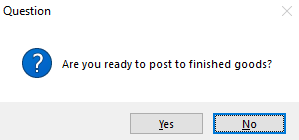 Question
Are you ready to post to finished goods?
Yes
No